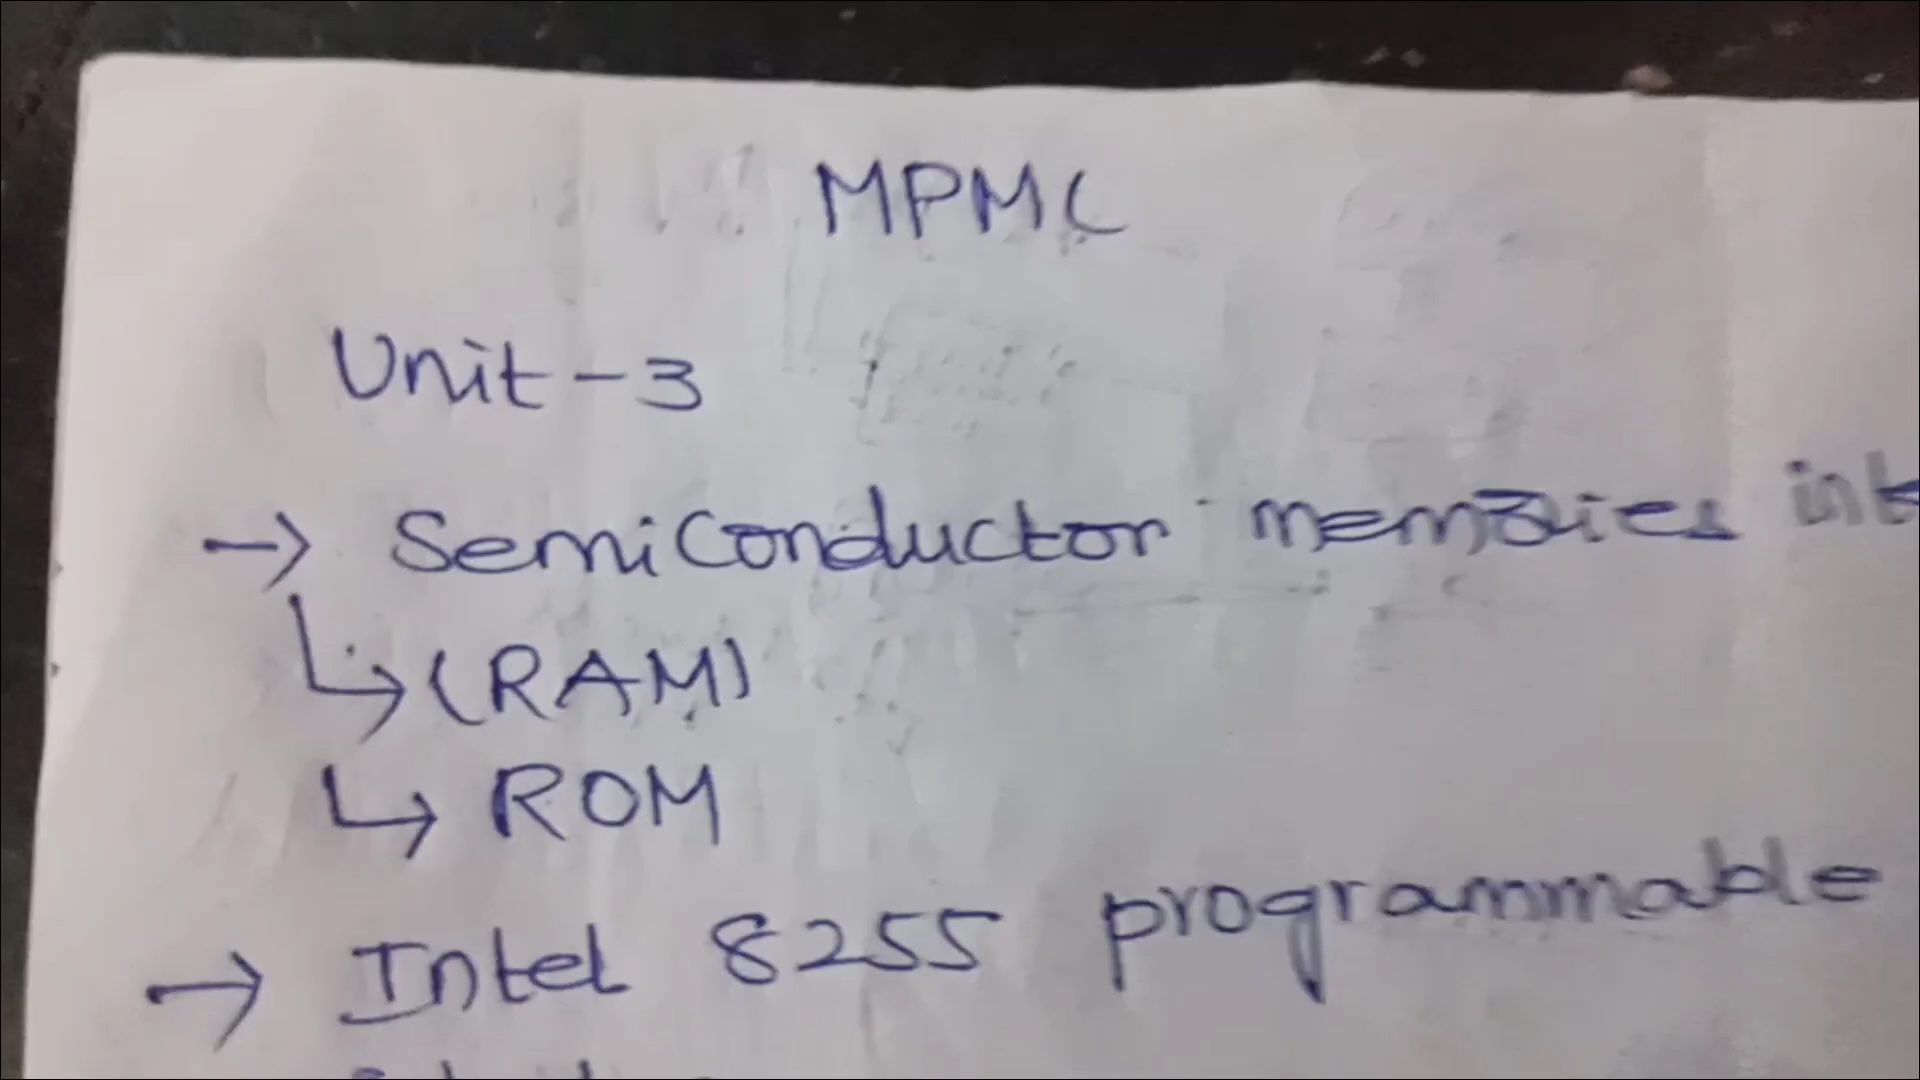 MPMC
Unit-3
→ Semiconductor memories
↳ (RAM)
↳ ROM
→ Intel 8255 programmable